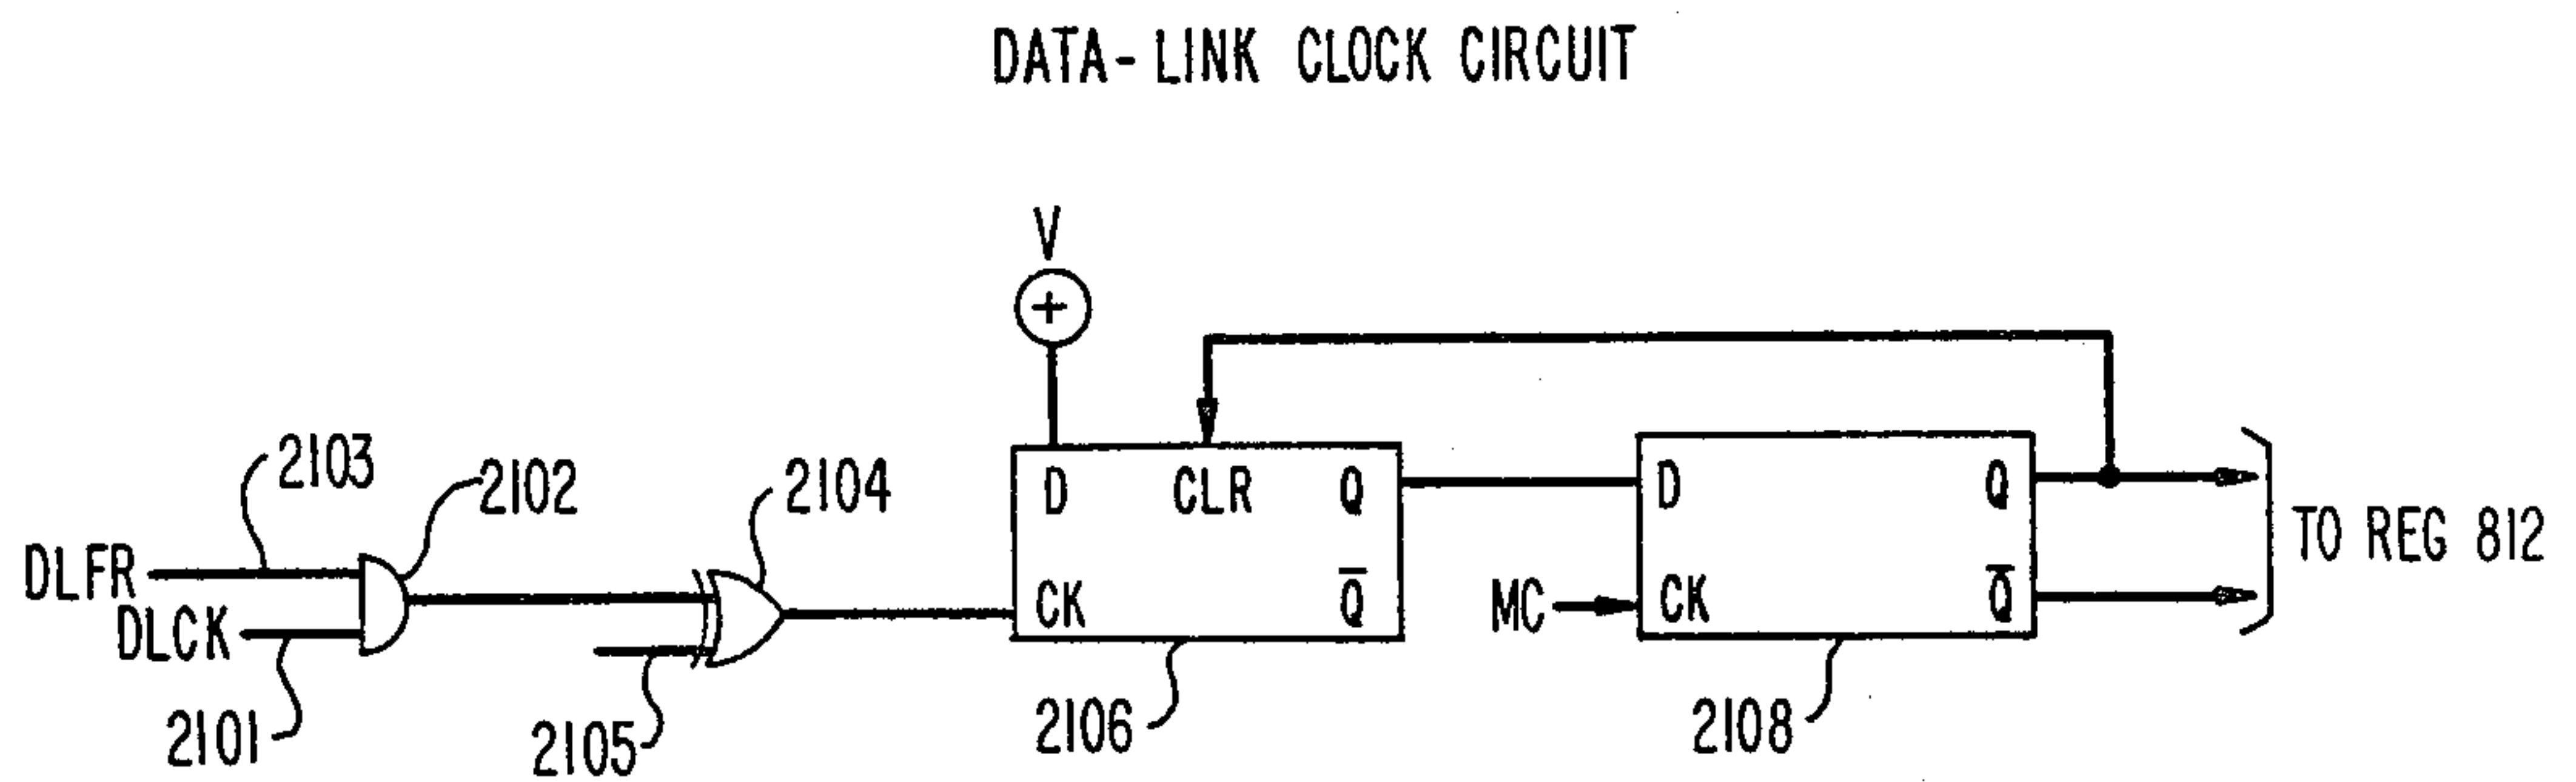 DATA-LINK CLOCK CIRCUIT
V
+
2103
2102
2104
D CLR Q
D Q
DLFR
TO REG 812
DLCK
CK Q̅
MC
CK Q̅
2101
2105
2106
2108